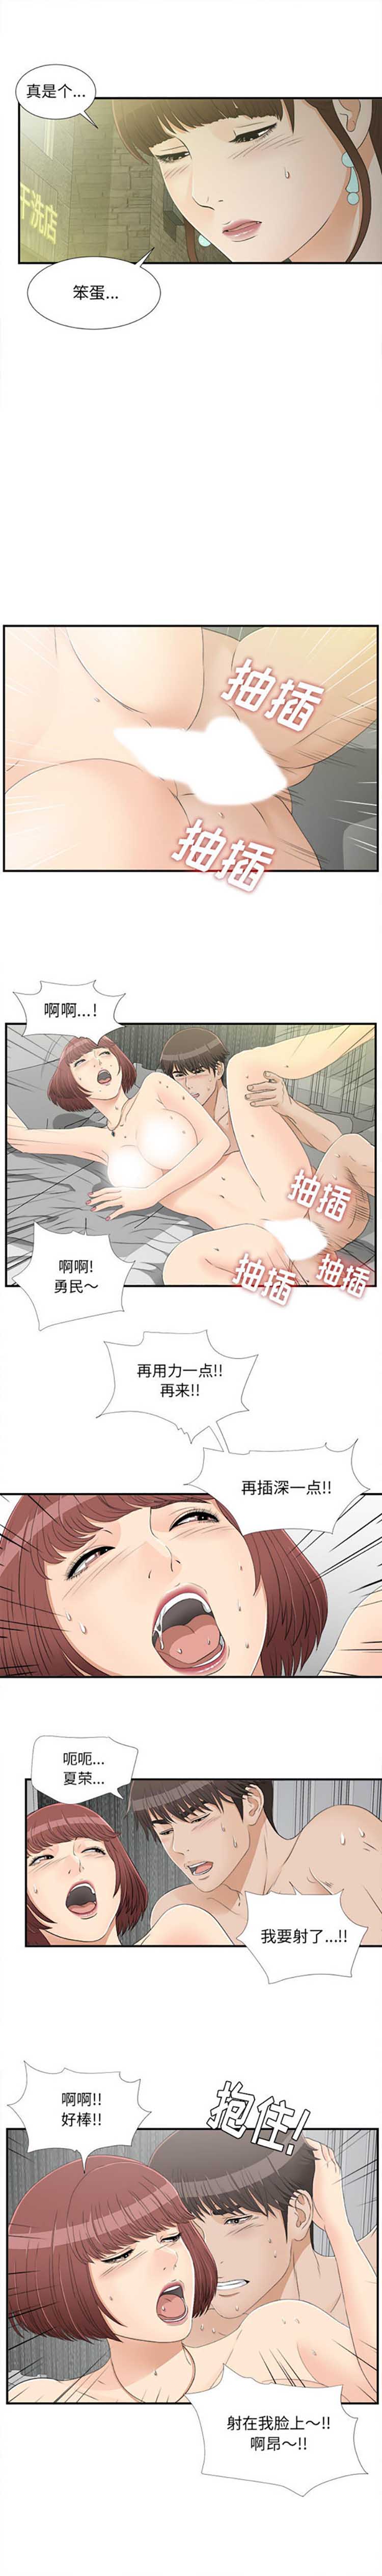 真是个...
干洗店
笨蛋...
抽插
抽插
啊啊...!
抽插
抽插
抽插
啊啊!
勇民～
再用力一点!!
再来!!
再插深一点!!
呃呃...
夏荣...
我要射了...!!
啊啊!!
好棒!!
抱住!
射在我脸上～!!
啊昂～!!